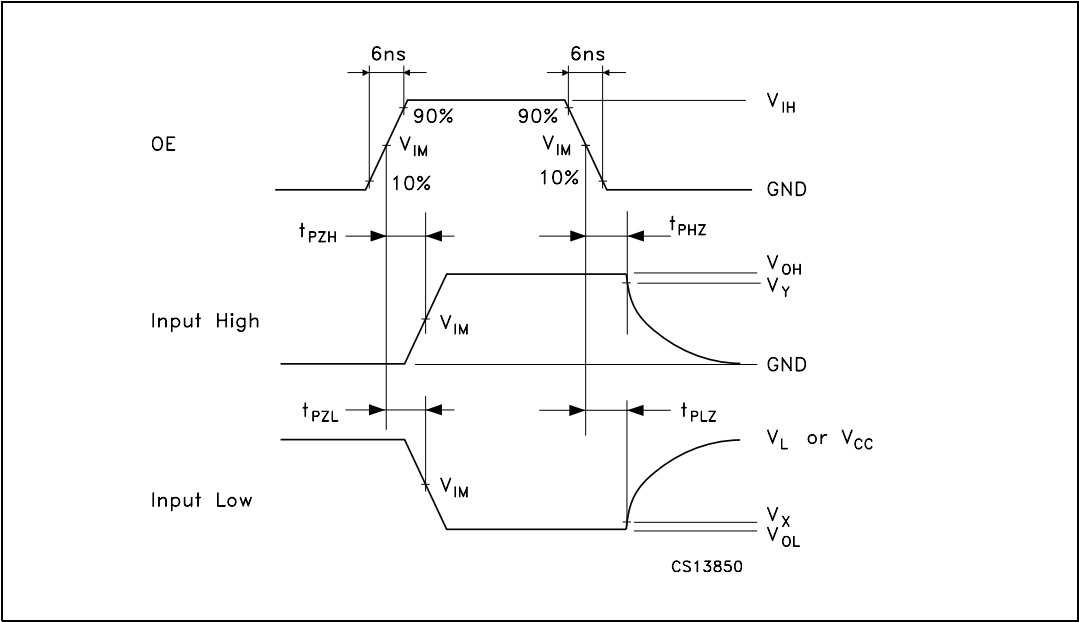 6ns 6ns
V_IH
90% 90%
OE V_IM V_IM
10% 10%
GND
t_PZH t_PHZ
V_OH
V_Y
Input High V_IM
GND
t_PZL t_PLZ
V_L or V_CC
V_IM
Input Low
V_X
V_OL
CS13850